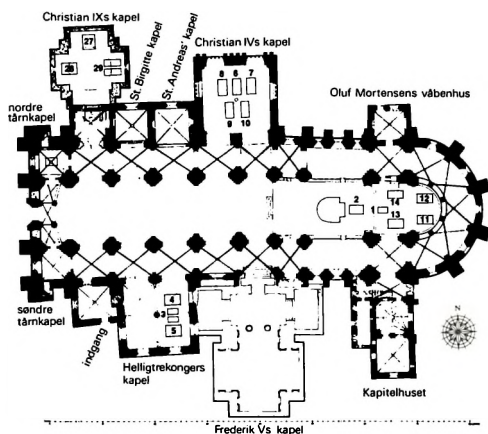 Christian IXs kapel
27
28
29
St. Birgitte kapel
St. Andreas' kapel
Christian IVs kapel
8 6 7
9 10
Oluf Mortensens våbenhus
nordre
tårnkapel
2
1
14
13
12
11
N
søndre
tårnkapel
indgang
4
3
5
Helligtrekongers
kapel
Kapitelhuset
Frederik Vs kapel